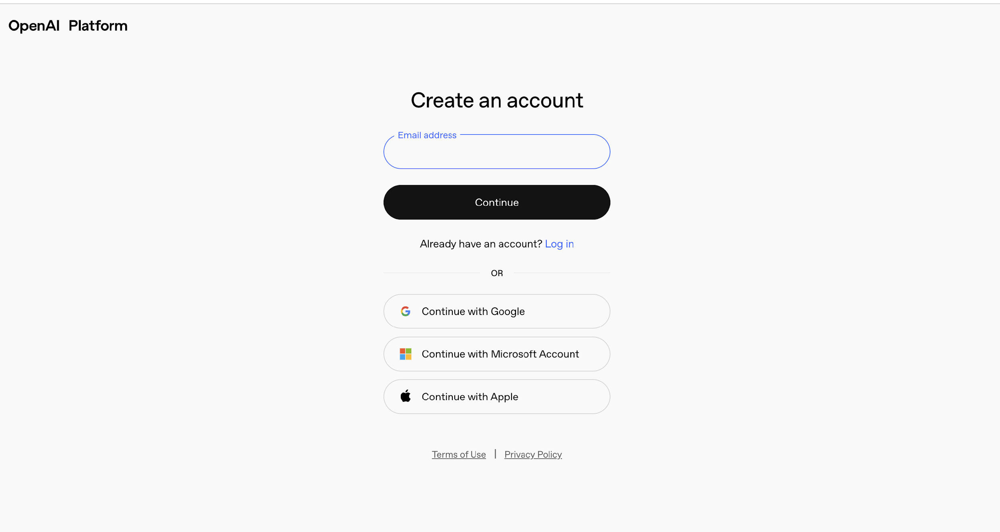 OpenAI Platform
Create an account
Email address
Continue
Already have an account? Log in
OR
Continue with Google
Continue with Microsoft Account
Continue with Apple
Terms of Use | Privacy Policy